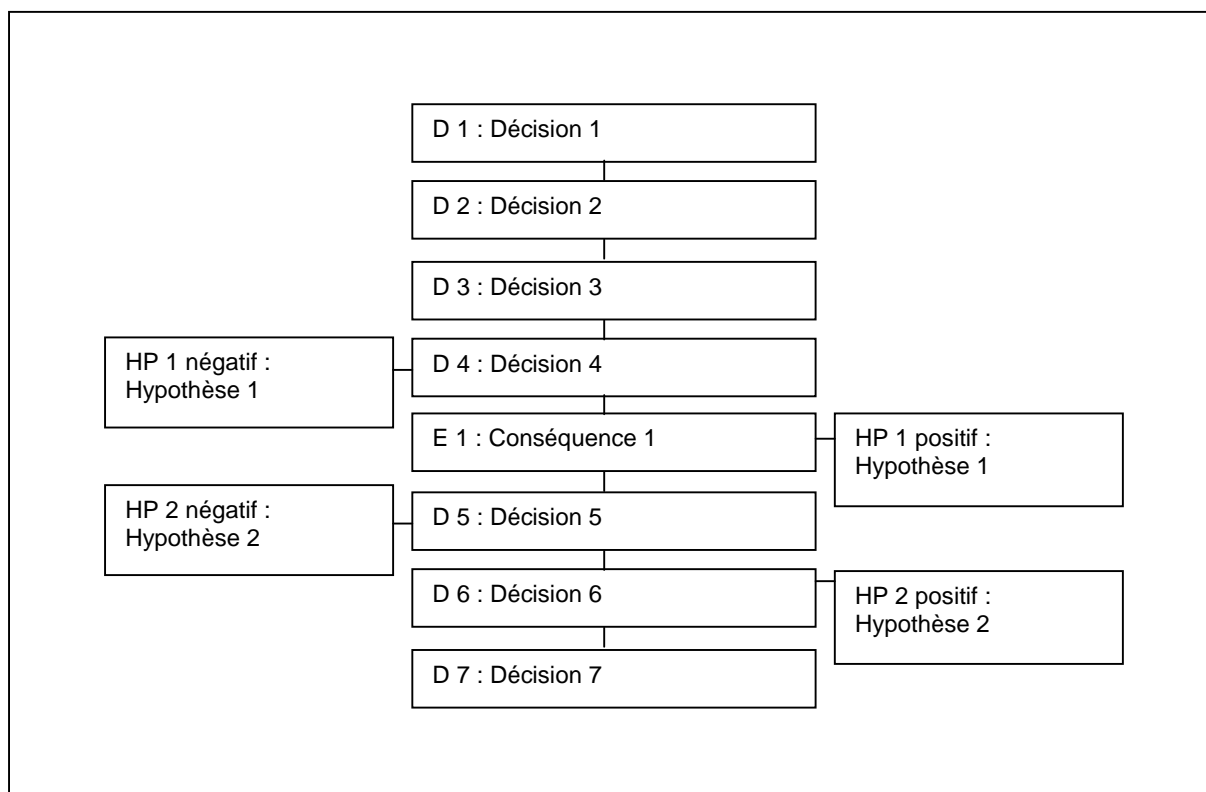 D 1 : Décision 1
D 2 : Décision 2
D 3 : Décision 3
HP 1 négatif :
Hypothèse 1
D 4 : Décision 4
E 1 : Conséquence 1
HP 1 positif :
Hypothèse 1
HP 2 négatif :
Hypothèse 2
D 5 : Décision 5
D 6 : Décision 6
HP 2 positif :
Hypothèse 2
D 7 : Décision 7